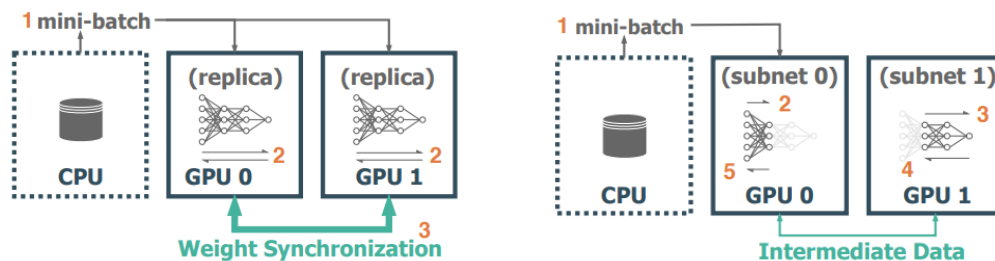 1 mini-batch
(replica)
(replica)
2
2
CPU
GPU 0
GPU 1
3
Weight Synchronization
1 mini-batch
(subnet 0)
(subnet 1)
2
3
5
4
CPU
GPU 0
GPU 1
Intermediate Data